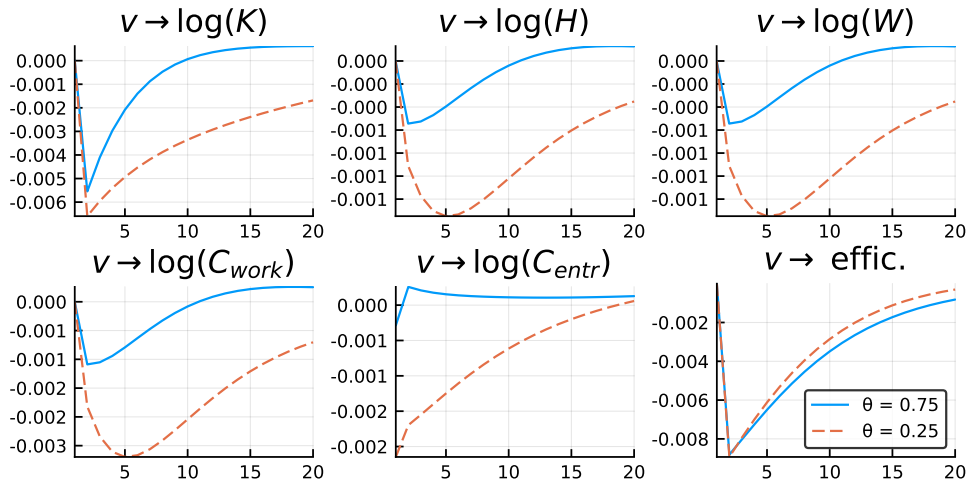 v → log(K)
v → log(H)
v → log(W)
0.000
-0.001
-0.002
-0.003
-0.004
-0.005
-0.006
5 10 15 20
0.000
-0.000
-0.000
-0.001
-0.001
-0.001
-0.001
5 10 15 20
0.000
-0.000
-0.000
-0.001
-0.001
-0.001
-0.001
5 10 15 20
v → log(C_work)
v → log(C_entr)
v → effic.
0.000
-0.001
-0.001
-0.002
-0.002
-0.003
5 10 15 20
0.000
-0.001
-0.001
-0.002
-0.002
5 10 15 20
-0.002
-0.004
-0.006
-0.008
5 10 15 20
θ = 0.75
θ = 0.25